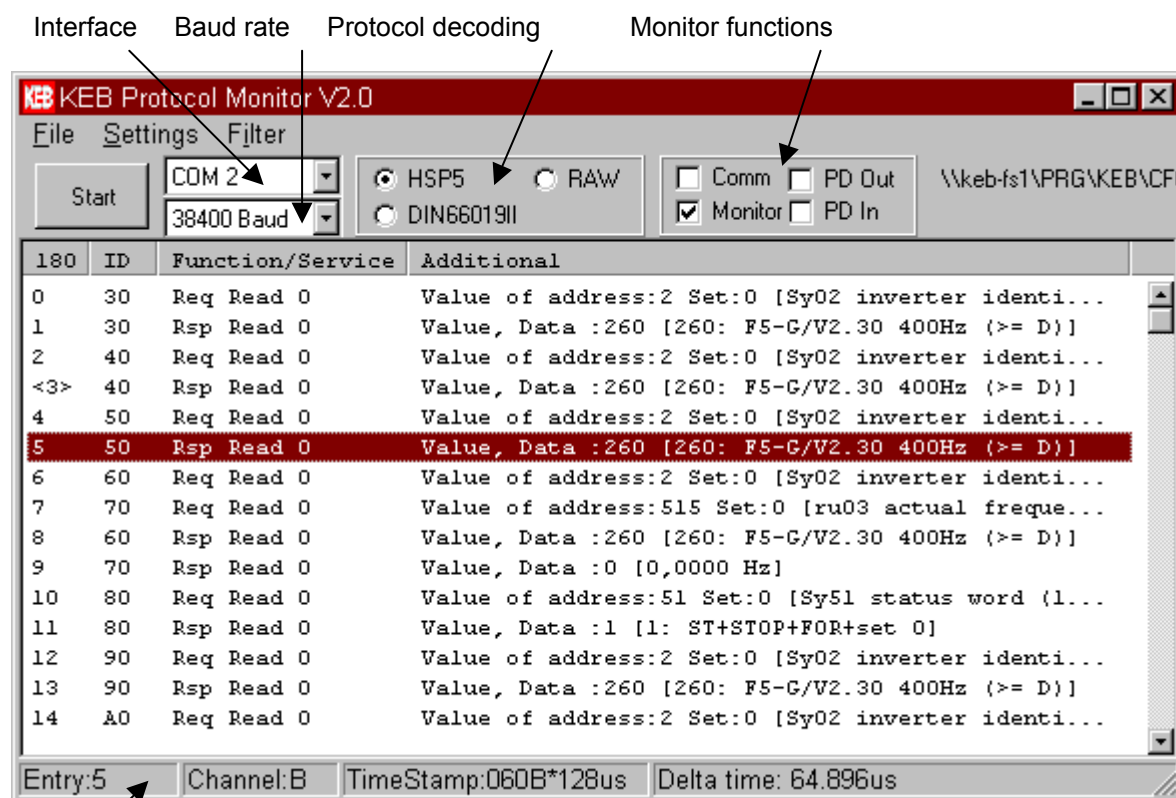 Interface Baud rate Protocol decoding Monitor functions
KEB KEB Protocol Monitor V2.0
File Settings Filter
Start COM 2 HSP5 RAW Comm PD Out \\keb-fs1\PRG\KEB\CF
38400 Baud DIN66019II Monitor PD In
180 ID Function/Service Additional
0 30 Req Read 0 Value of address:2 Set:0 [Sy02 inverter identi...
1 30 Rsp Read 0 Value, Data :260 [260: F5-G/V2.30 400Hz (>= D)]
2 40 Req Read 0 Value of address:2 Set:0 [Sy02 inverter identi...
<3> 40 Rsp Read 0 Value, Data :260 [260: F5-G/V2.30 400Hz (>= D)]
4 50 Req Read 0 Value of address:2 Set:0 [Sy02 inverter identi...
5 50 Rsp Read 0 Value, Data :260 [260: F5-G/V2.30 400Hz (>= D)]
6 60 Req Read 0 Value of address:2 Set:0 [Sy02 inverter identi...
7 70 Req Read 0 Value of address:515 Set:0 [ru03 actual freque...
8 60 Rsp Read 0 Value, Data :260 [260: F5-G/V2.30 400Hz (>= D)]
9 70 Rsp Read 0 Value, Data :0 [0,0000 Hz]
10 80 Req Read 0 Value of address:51 Set:0 [Sy51 status word (l...
11 80 Rsp Read 0 Value, Data :1 [1: ST+STOP+FOR+set 0]
12 90 Req Read 0 Value of address:2 Set:0 [Sy02 inverter identi...
13 90 Rsp Read 0 Value, Data :260 [260: F5-G/V2.30 400Hz (>= D)]
14 A0 Req Read 0 Value of address:2 Set:0 [Sy02 inverter identi...
Entry:5 Channel:B TimeStamp:060B*128us Delta time: 64.896us